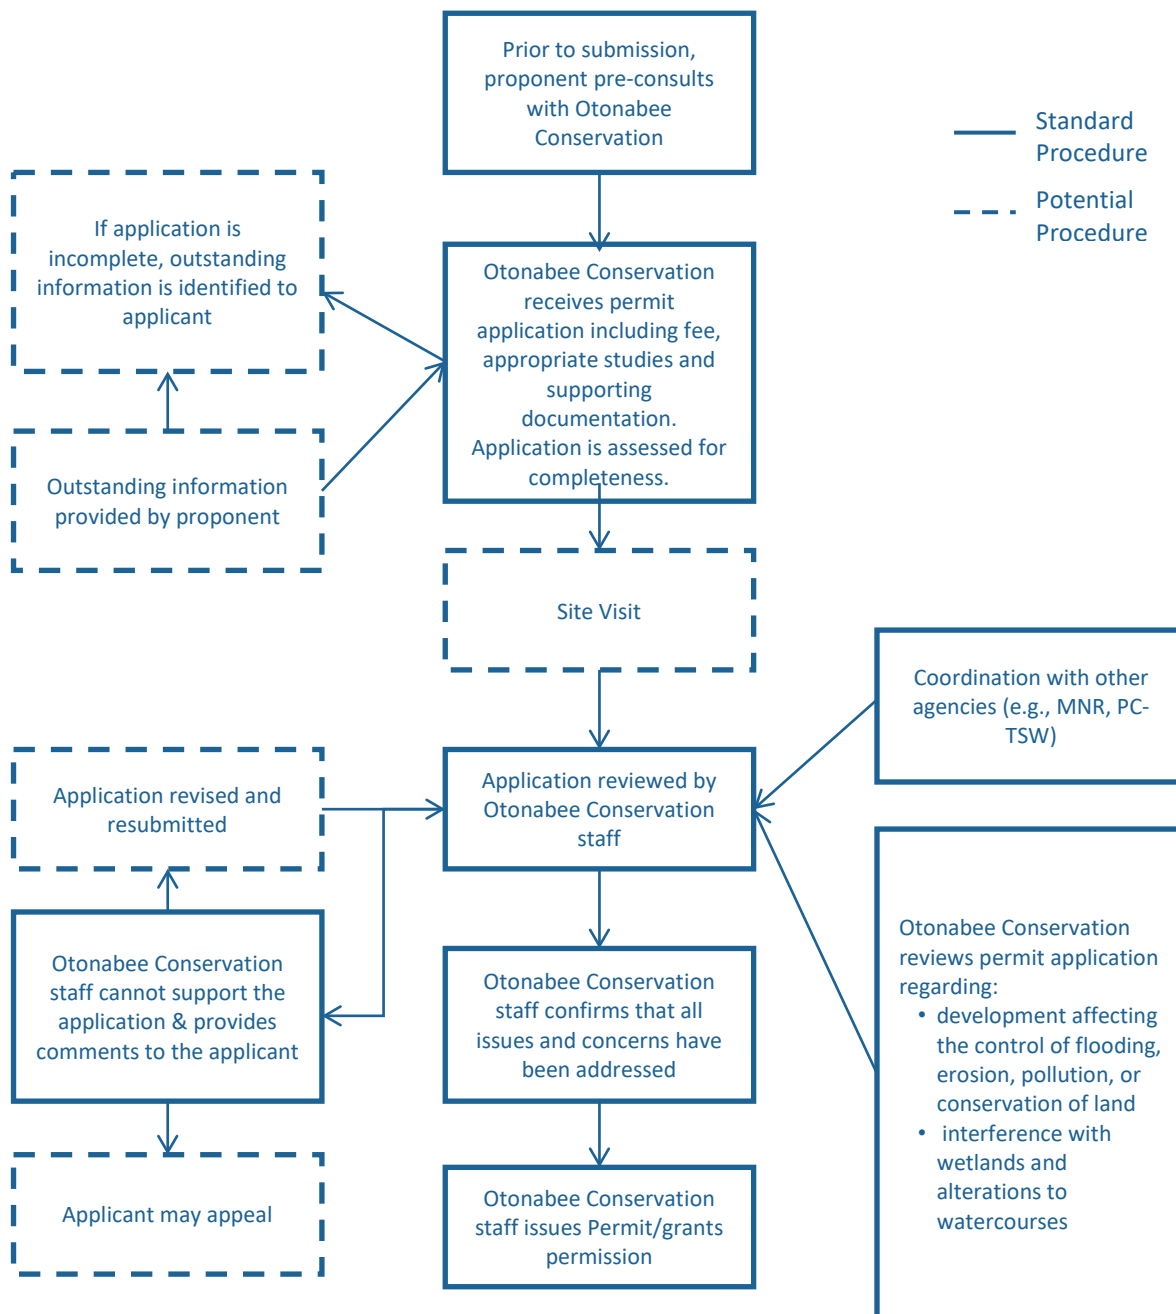 Prior to submission,
proponent pre-consults
with Otonabee
Conservation
Standard
Procedure
Potential
Procedure
If application is
incomplete, outstanding
information is identified to
applicant
Otonabee Conservation
receives permit
application including fee,
appropriate studies and
supporting
documentation.
Application is assessed for
completeness.
Outstanding information
provided by proponent
Site Visit
Coordination with other
agencies (e.g., MNR, PC-
TSW)
Application revised and
resubmitted
Application reviewed by
Otonabee Conservation
staff
Otonabee Conservation
reviews permit application
regarding:
• development affecting
the control of flooding,
erosion, pollution, or
conservation of land
• interference with
wetlands and
alterations to
watercourses
Otonabee Conservation
staff cannot support the
application & provides
comments to the applicant
Otonabee Conservation
staff confirms that all
issues and concerns have
been addressed
Applicant may appeal
Otonabee Conservation
staff issues Permit/grants
permission